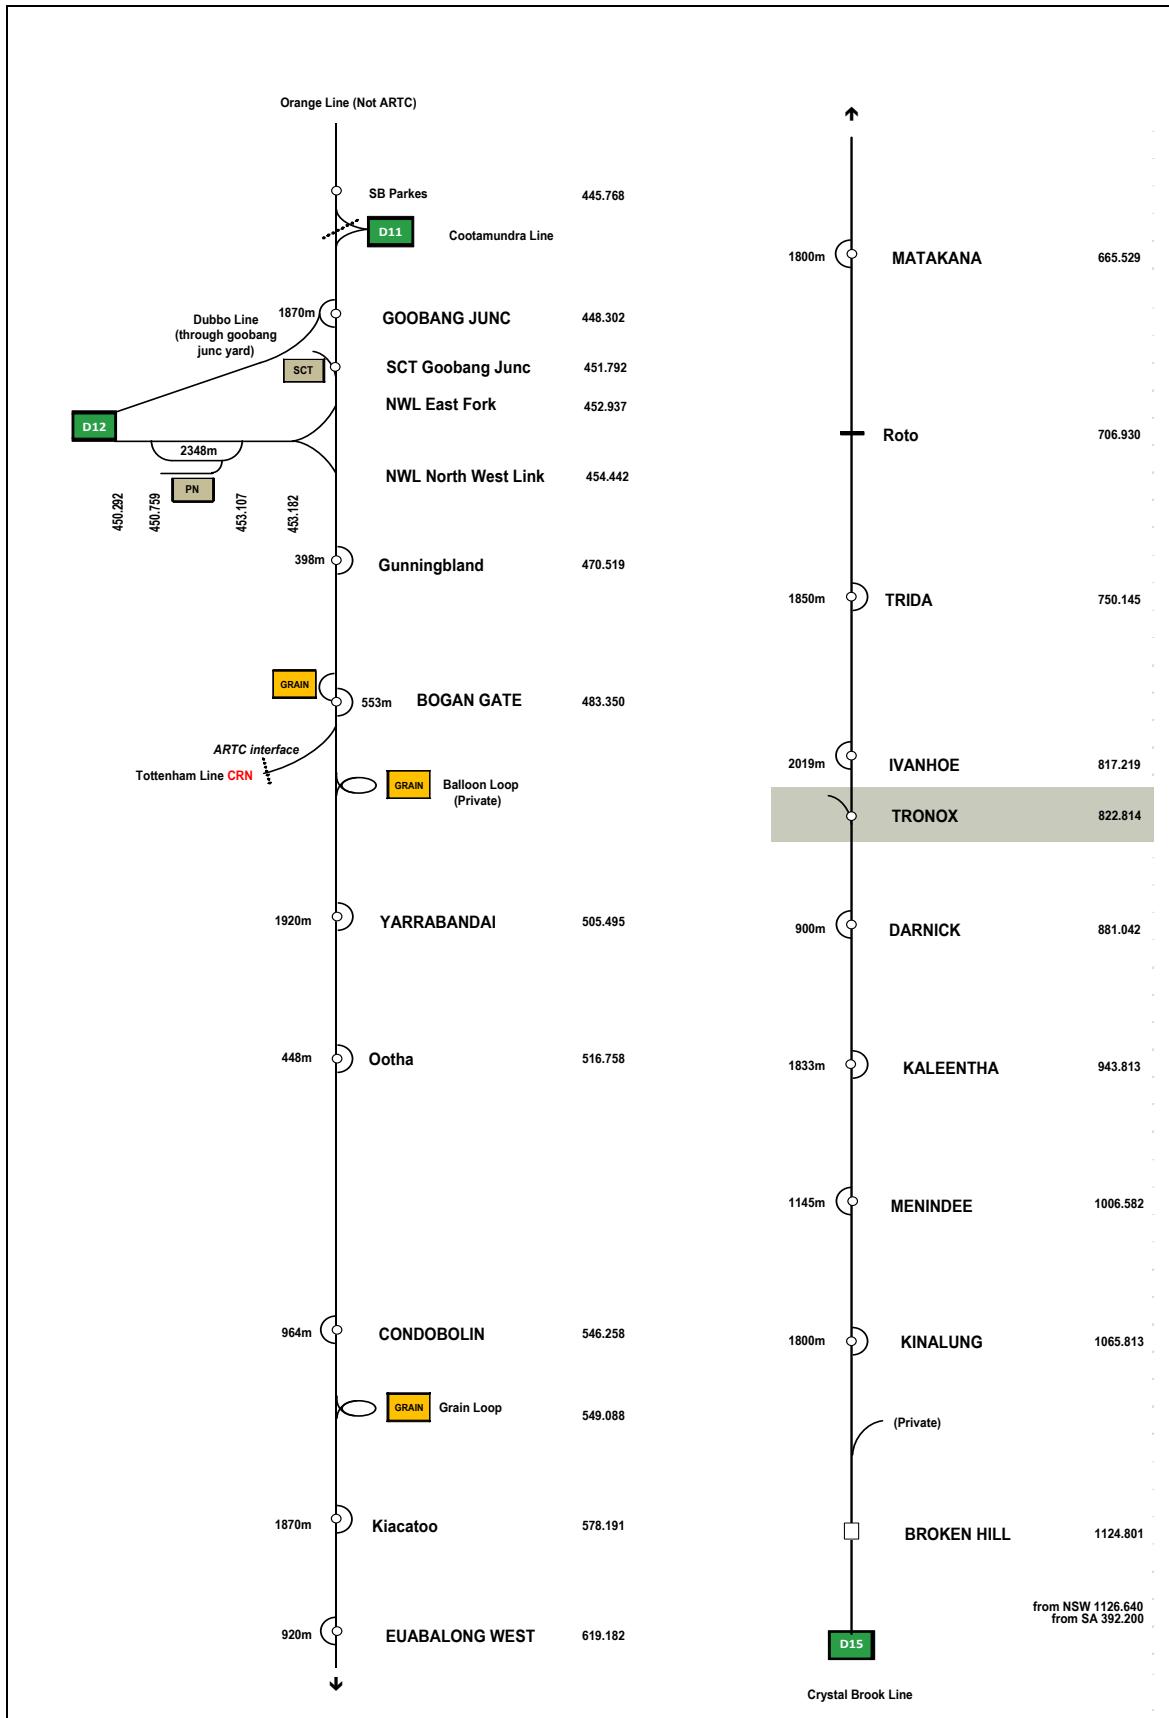 Orange Line (Not ARTC)
SB Parkes 445.768
D11
Cootamundra Line
1870m
GOOBANG JUNC 448.302
Dubbo Line
(through goobang
junc yard)
SCT
SCT Goobang Junc 451.792
NWL East Fork 452.937
D12
2348m
NWL North West Link 454.442
PN
450.292
450.759
453.107
453.182
398m Gunningbland 470.519
GRAIN
553m BOGAN GATE 483.350
ARTC interface
Tottenham Line CRN
GRAIN
Balloon Loop
(Private)
1920m YARRABANDAI 505.495
448m Ootha 516.758
964m CONDOBOLIN 546.258
GRAIN Grain Loop 549.088
1870m Kiacatoo 578.191
920m EUABALONG WEST 619.182
1800m MATAKANA 665.529
Roto 706.930
1850m TRIDA 750.145
2019m IVANHOE 817.219
TRONOX 822.814
900m DARNICK 881.042
1833m KALEENTHA 943.813
1145m MENINDEE 1006.582
1800m KINALUNG 1065.813
(Private)
BROKEN HILL 1124.801
from NSW 1126.640
from SA 392.200
D15
Crystal Brook Line